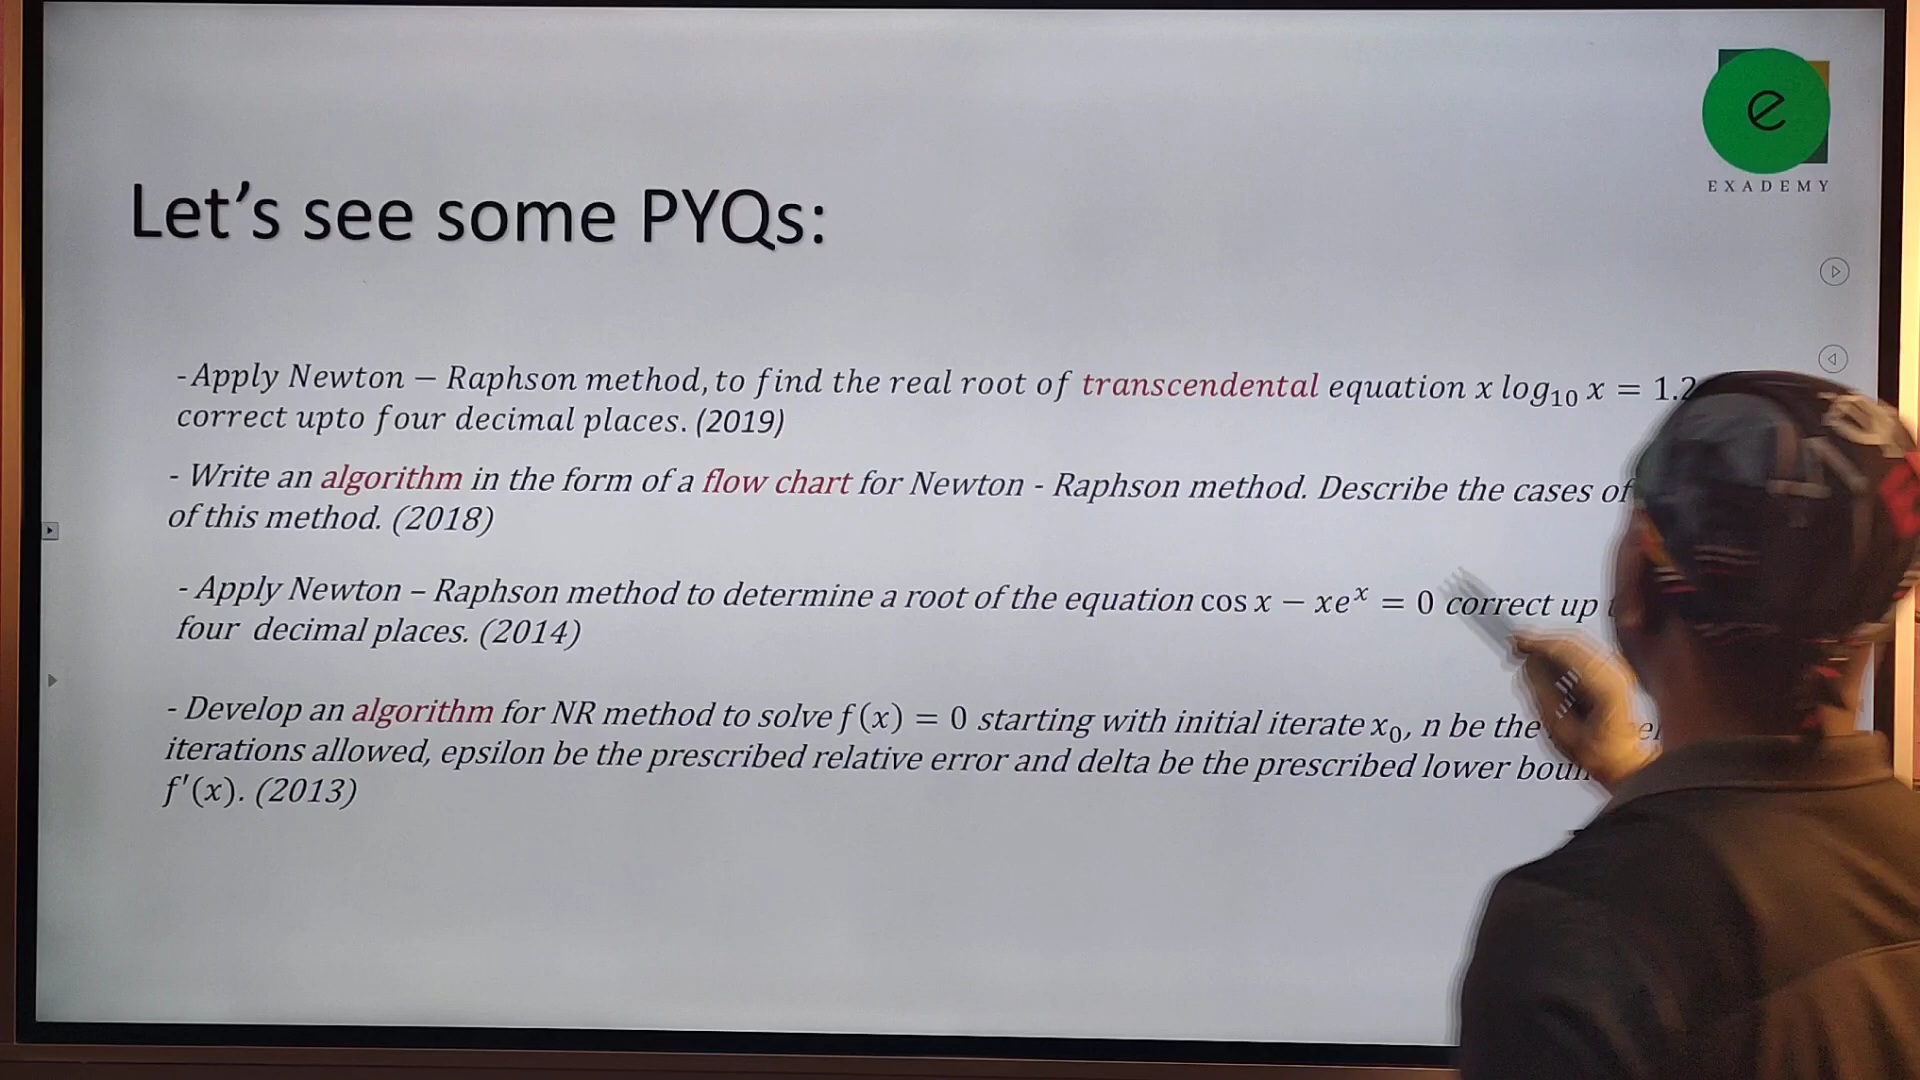 e
EXADEMY
Let's see some PYQs:
- Apply Newton – Raphson method, to find the real root of transcendental equation x log₁₀ x = 1.2
correct upto four decimal places. (2019)
- Write an algorithm in the form of a flow chart for Newton - Raphson method. Describe the cases of
of this method. (2018)
- Apply Newton – Raphson method to determine a root of the equation cos x − xeˣ = 0 correct up
four decimal places. (2014)
- Develop an algorithm for NR method to solve f(x) = 0 starting with initial iterate x₀, n be the
iterations allowed, epsilon be the prescribed relative error and delta be the prescribed lower
f'(x). (2013)